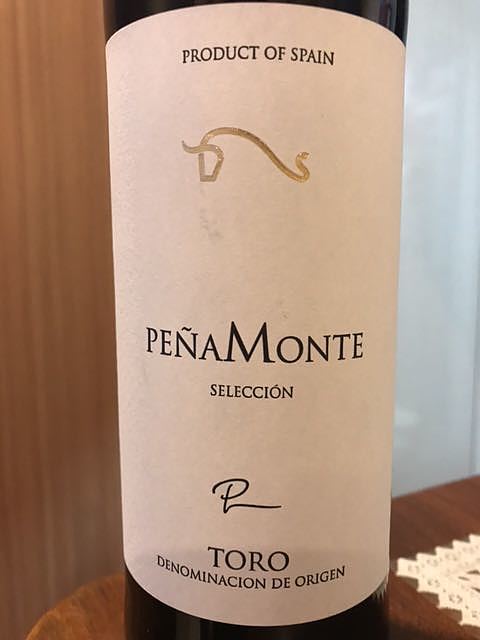 PRODUCT OF SPAIN
PEÑAMONTE
SELECCIÓN
P
TORO
DENOMINACION DE ORIGEN